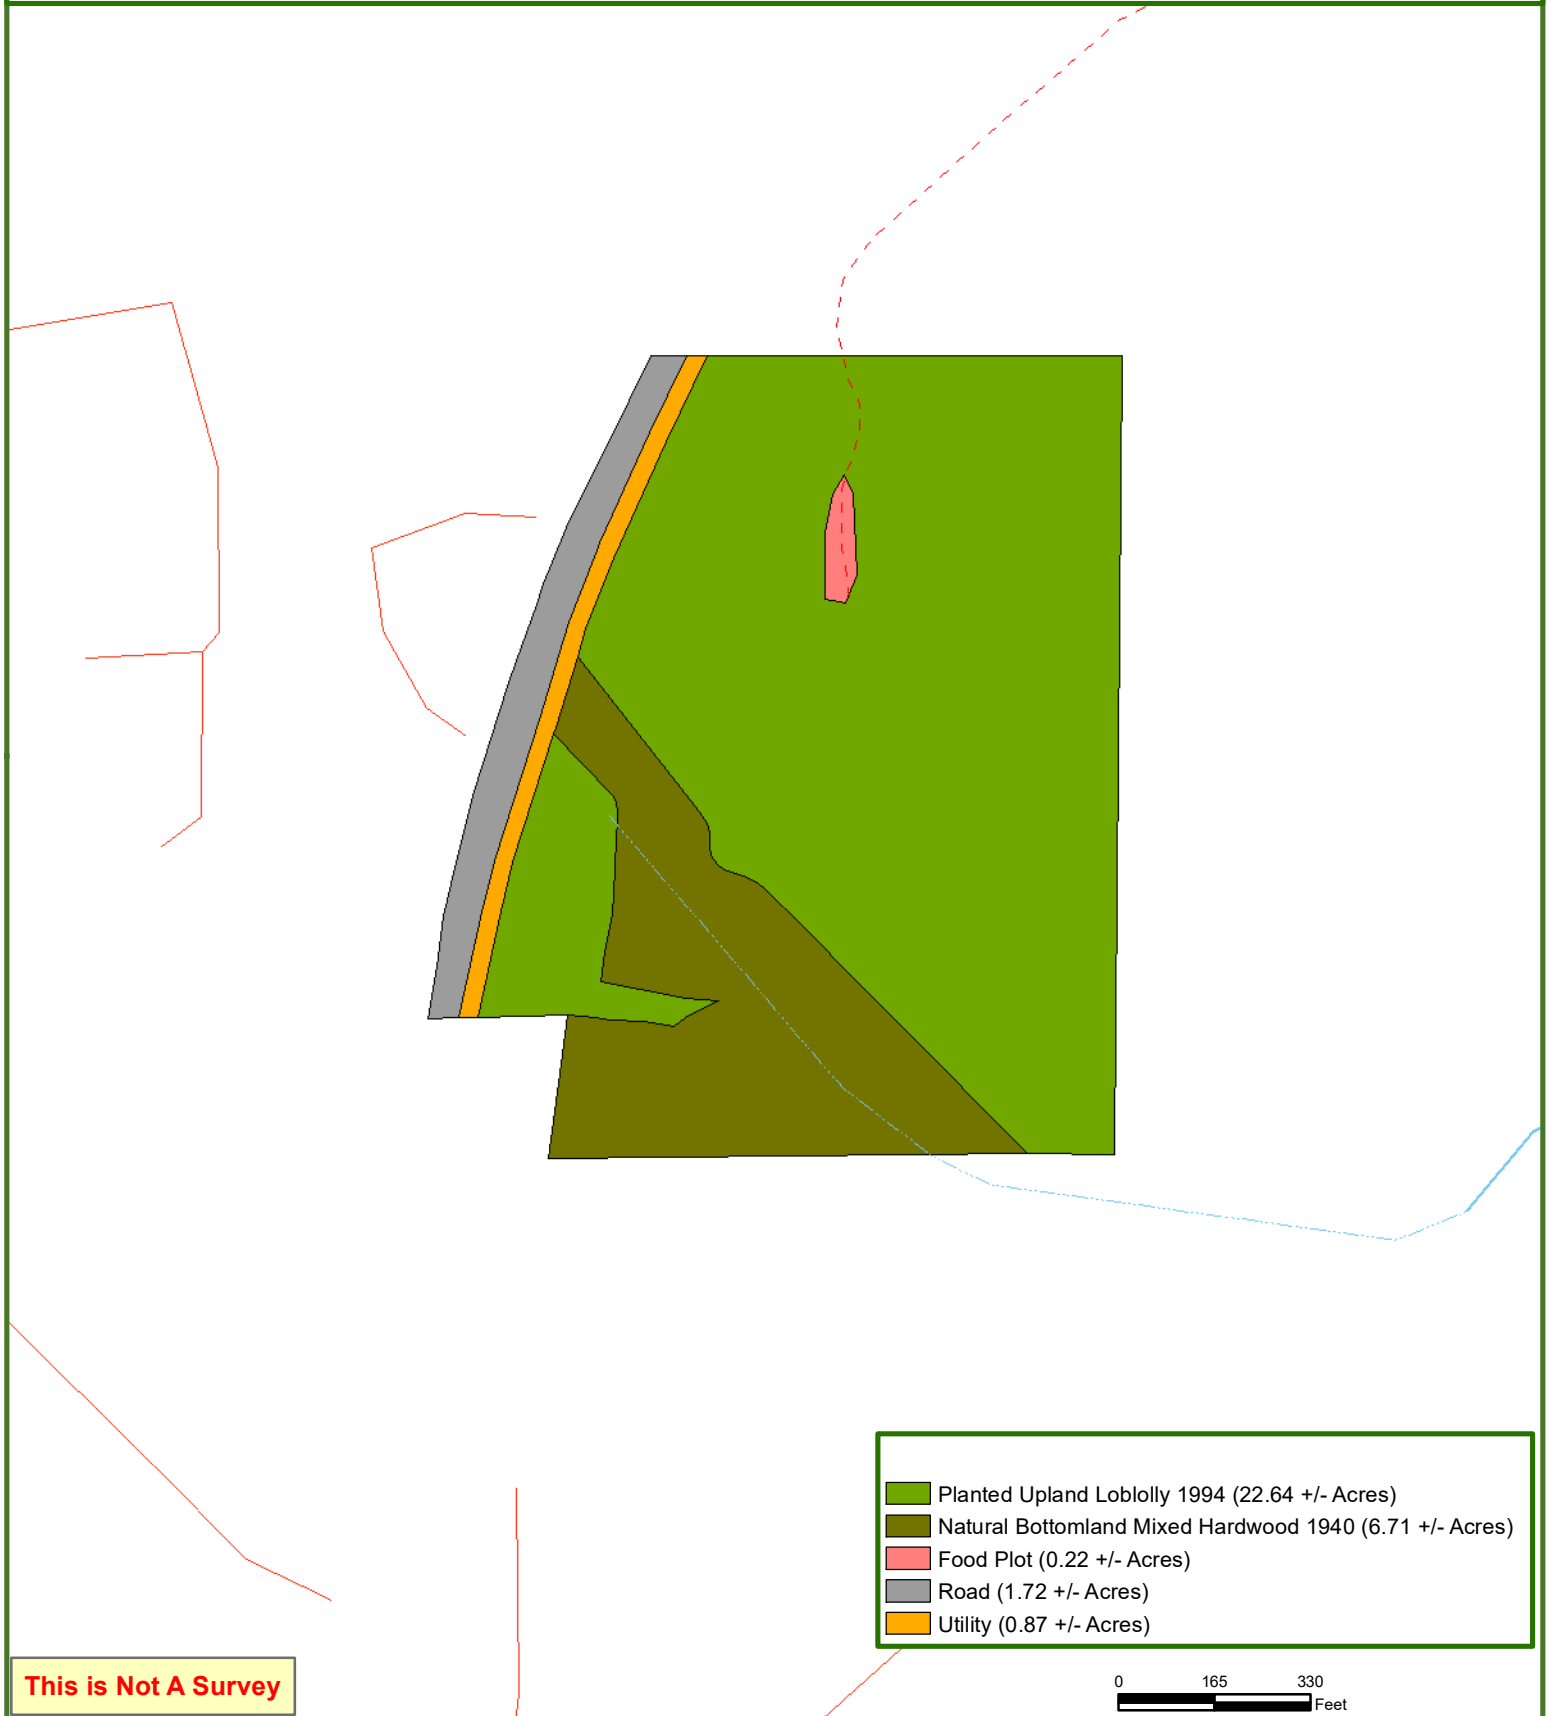 Planted Upland Loblolly 1994 (22.64 +/- Acres)
Natural Bottomland Mixed Hardwood 1940 (6.71 +/- Acres)
Food Plot (0.22 +/- Acres)
Road (1.72 +/- Acres)
Utility (0.87 +/- Acres)
This is Not A Survey
0 165 330
Feet